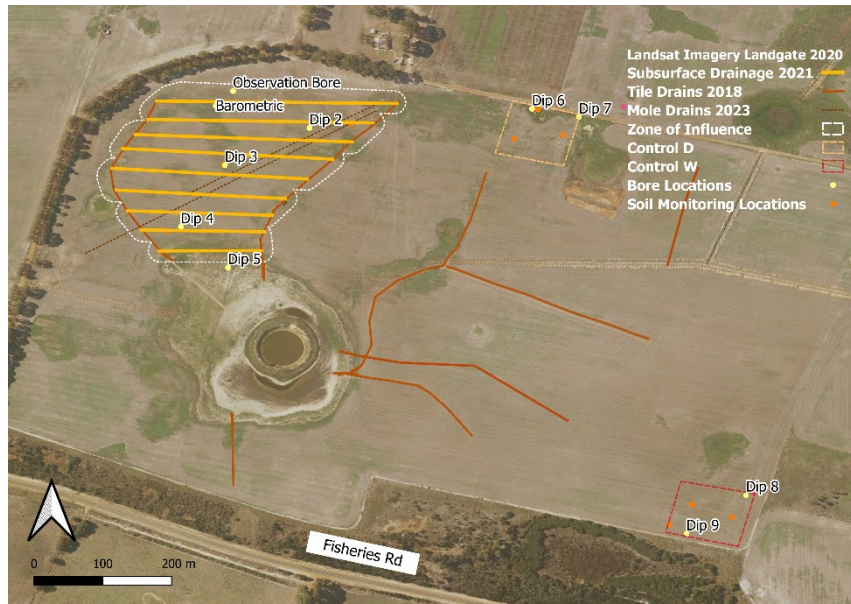 Landsat Imagery Landgate 2020
Subsurface Drainage 2021
Tile Drains 2018
Mole Drains 2023
Zone of Influence
Control D
Control W
Bore Locations
Soil Monitoring Locations
Observation Bore
Barometric
Dip 2
Dip 3
Dip 4
Dip 5
Dip 6
Dip 7
Dip 8
Dip 9
Fisheries Rd
0 100 200 m